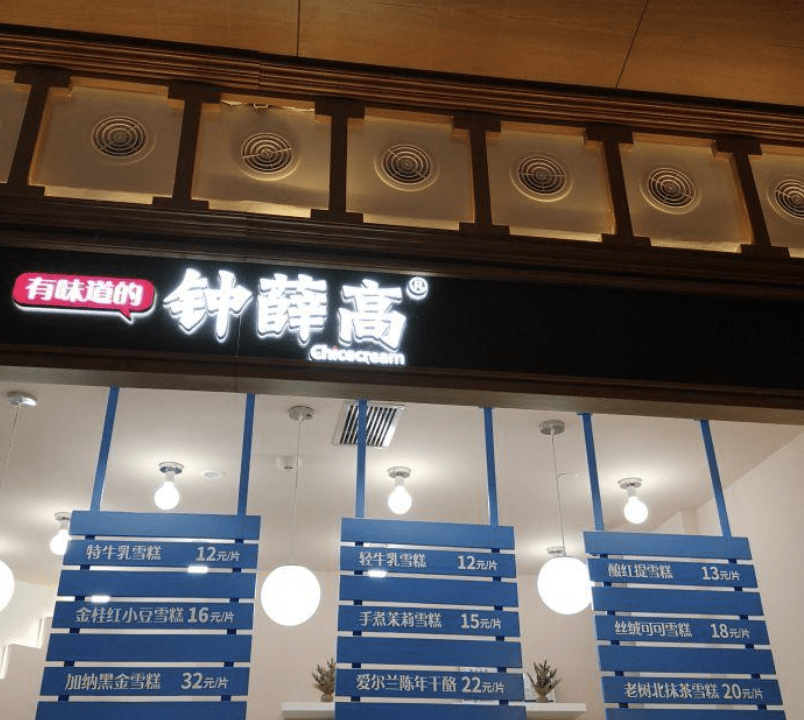 有味道的
钟薛高®
Chicecream
特牛乳雪糕 12元/片
金桂红小豆雪糕 16元/片
加纳黑金雪糕 32元/片
轻牛乳雪糕 12元/片
手煮茉莉雪糕 15元/片
爱尔兰陈年干酪 22元/片
酿红提雪糕 13元/片
丝绒可可雪糕 18元/片
老树北抹茶雪糕 20元/片